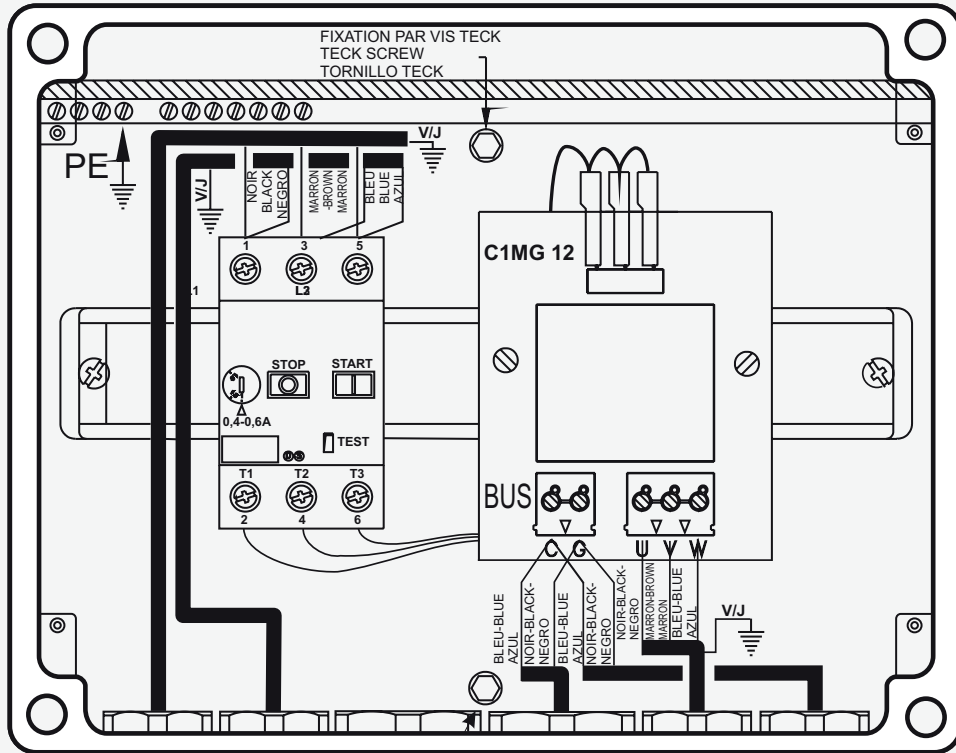 FIXATION PAR VIS TECK
TECK SCREW
TORNILLO TECK
PE
V/J
V/J
NOIR
BLACK
NEGRO
MARRON
-BROWN
MARRON
BLEU
BLUE
AZUL
1
3
5
L1
STOP
START
0,4-0,6A
TEST
T1
T2
T3
2
4
6
C1MG 12
BUS
C
G
U
V
W
BLEU-BLUE
AZUL
NOIR-BLACK-
NEGRO
BLEU-BLUE
AZUL
NOIR-BLACK-
NEGRO
NOIR-BLACK-
NEGRO
MARRON-BROWN
MARRON
BLEU-BLUE
AZUL
V/J